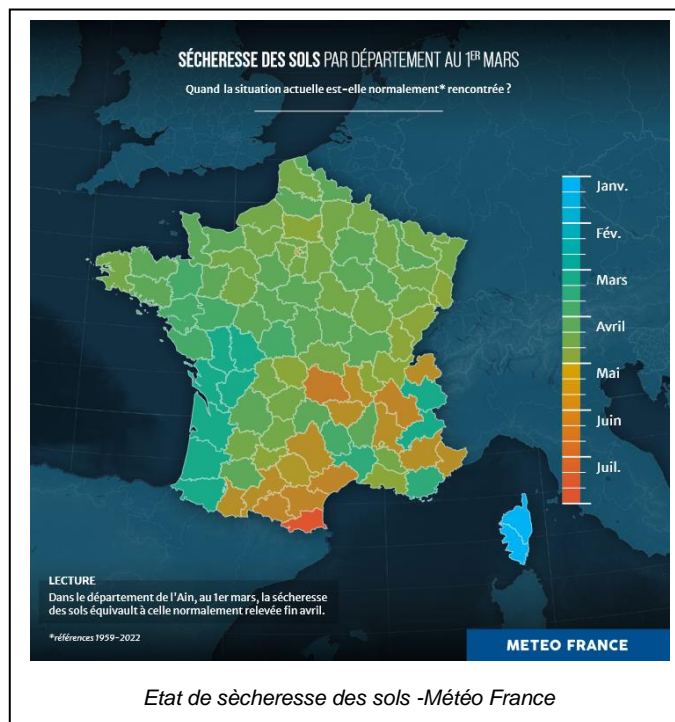 SÉCHERESSE DES SOLS PAR DÉPARTEMENT AU 1ER MARS
Quand la situation actuelle est-elle normalement* rencontrée ?
Janv.
Fév.
Mars
Avril
Mai
Juin
Juil.
LECTURE
Dans le département de l'Ain, au 1er mars, la sécheresse
des sols équivault à celle normalement relevée fin avril.
*références 1959-2022
METEO FRANCE
Etat de sècheresse des sols -Météo France